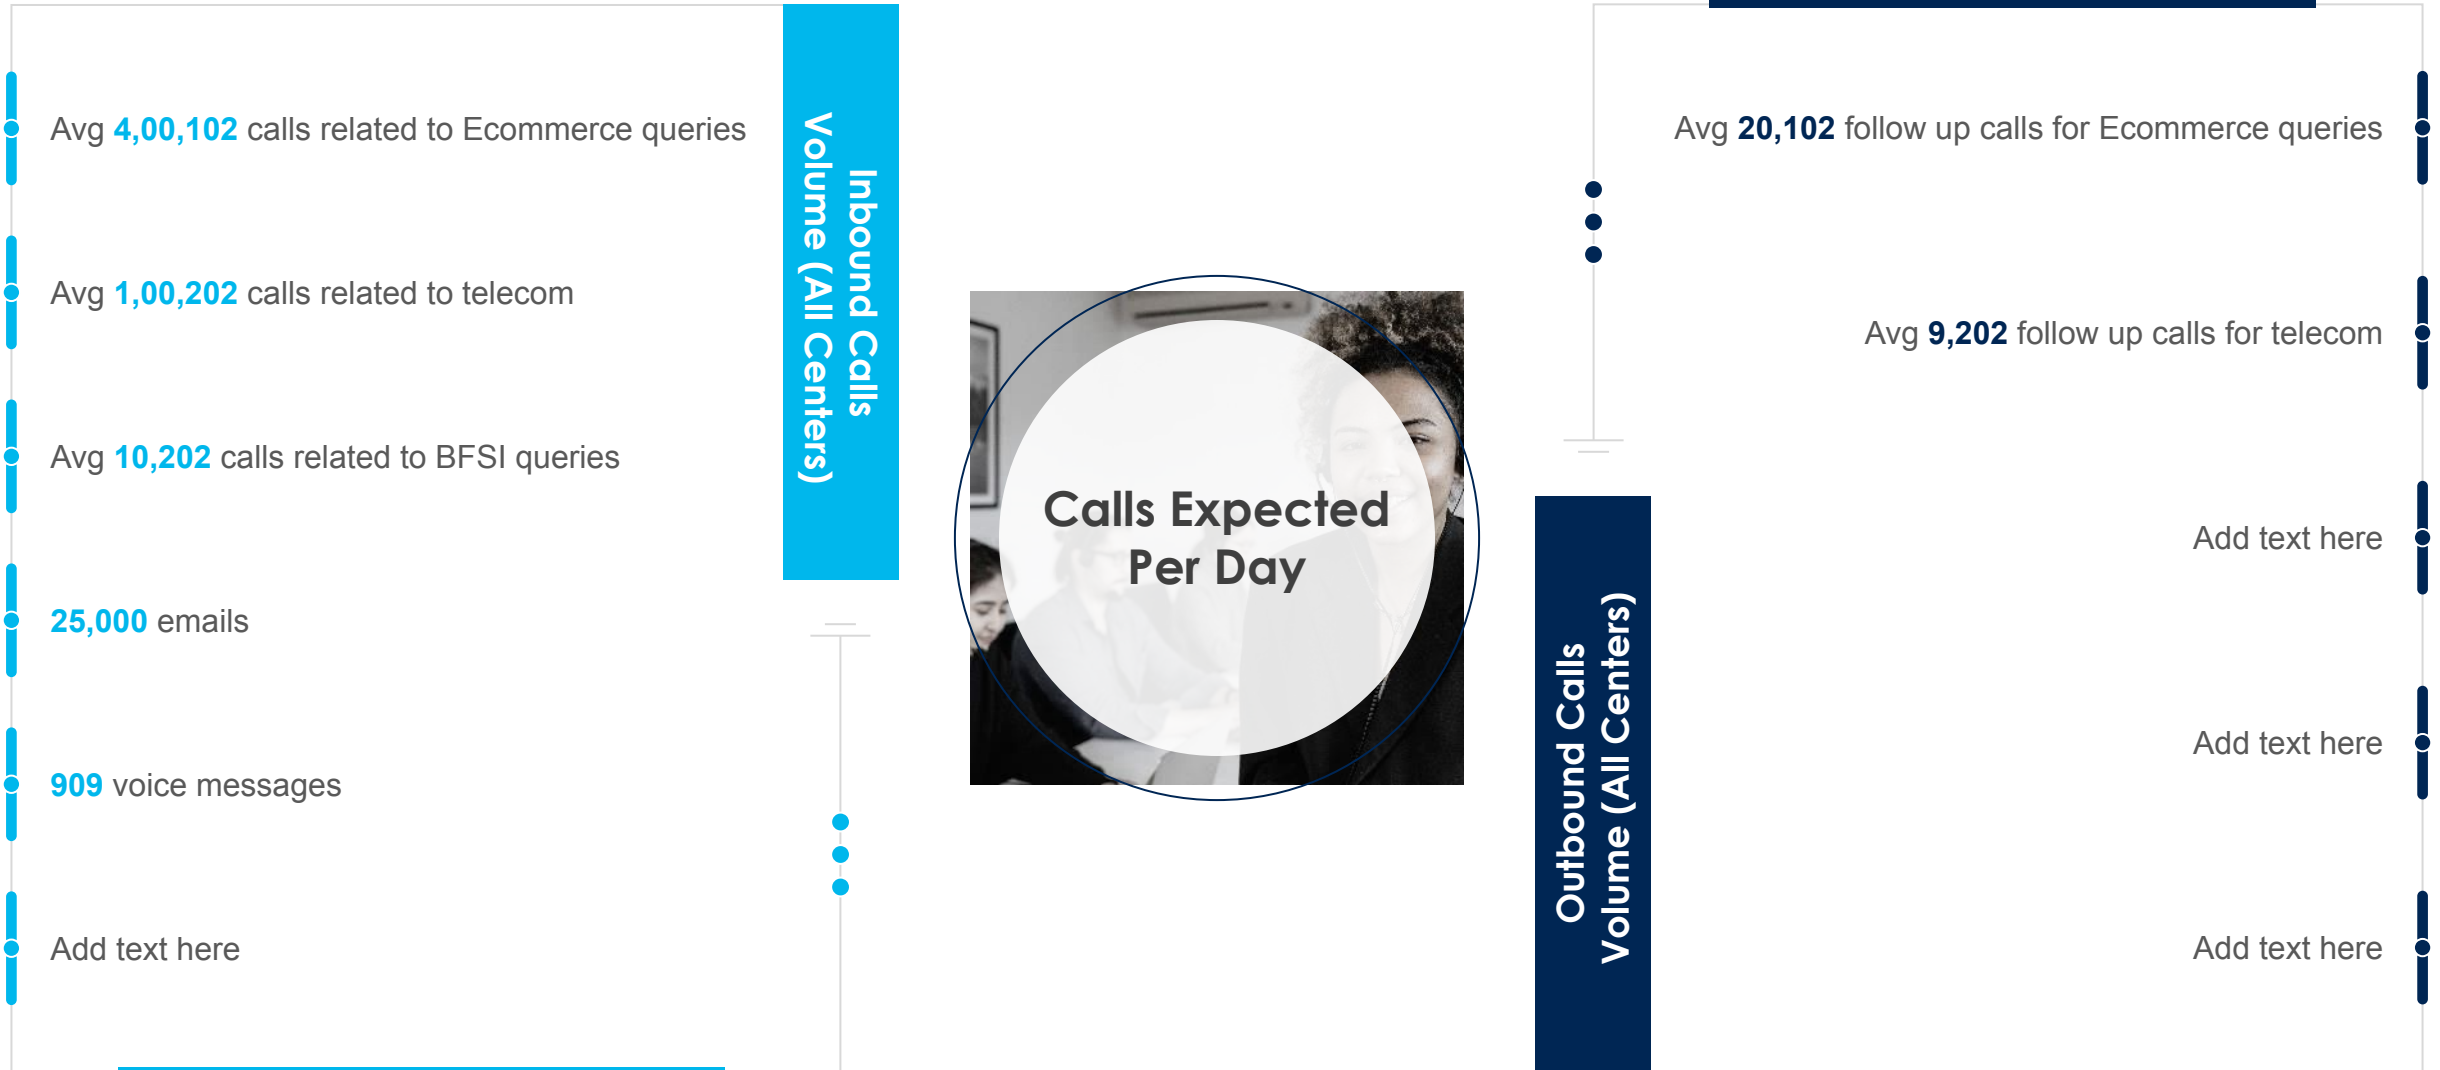 Avg 4,00,102 calls related to Ecommerce queries
Avg 1,00,202 calls related to telecom
Avg 10,202 calls related to BFSI queries
25,000 emails
909 voice messages
Add text here
Inbound Calls
Volume (All Centers)
Calls Expected
Per Day
Outbound Calls
Volume (All Centers)
Avg 20,102 follow up calls for Ecommerce queries
Avg 9,202 follow up calls for telecom
Add text here
Add text here
Add text here